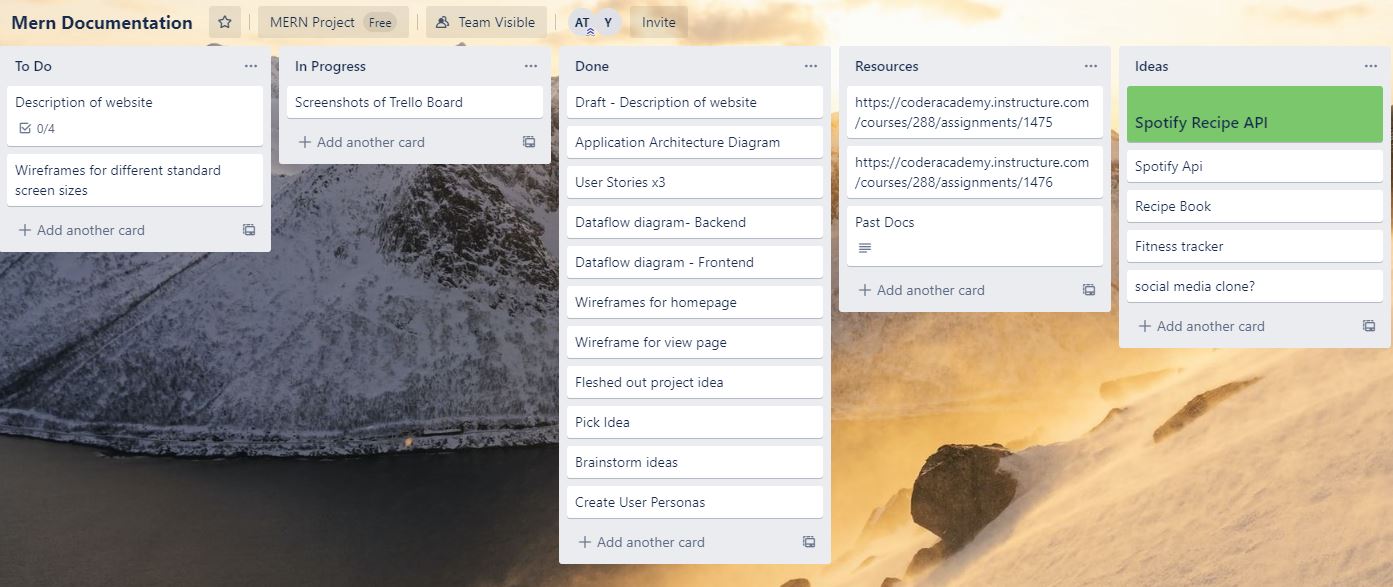 Mern Documentation
MERN Project Free
Team Visible
AT Y
Invite
To Do
Description of website
0/4
Wireframes for different standard
screen sizes
Add another card
In Progress
Screenshots of Trello Board
Add another card
Done
Draft - Description of website
Application Architecture Diagram
User Stories x3
Dataflow diagram- Backend
Dataflow diagram - Frontend
Wireframes for homepage
Wireframe for view page
Fleshed out project idea
Pick Idea
Brainstorm ideas
Create User Personas
Add another card
Resources
https://coderacademy.instructure.com
/courses/288/assignments/1475
https://coderacademy.instructure.com
/courses/288/assignments/1476
Past Docs
Add another card
Ideas
Spotify Recipe API
Spotify Api
Recipe Book
Fitness tracker
social media clone?
Add another card